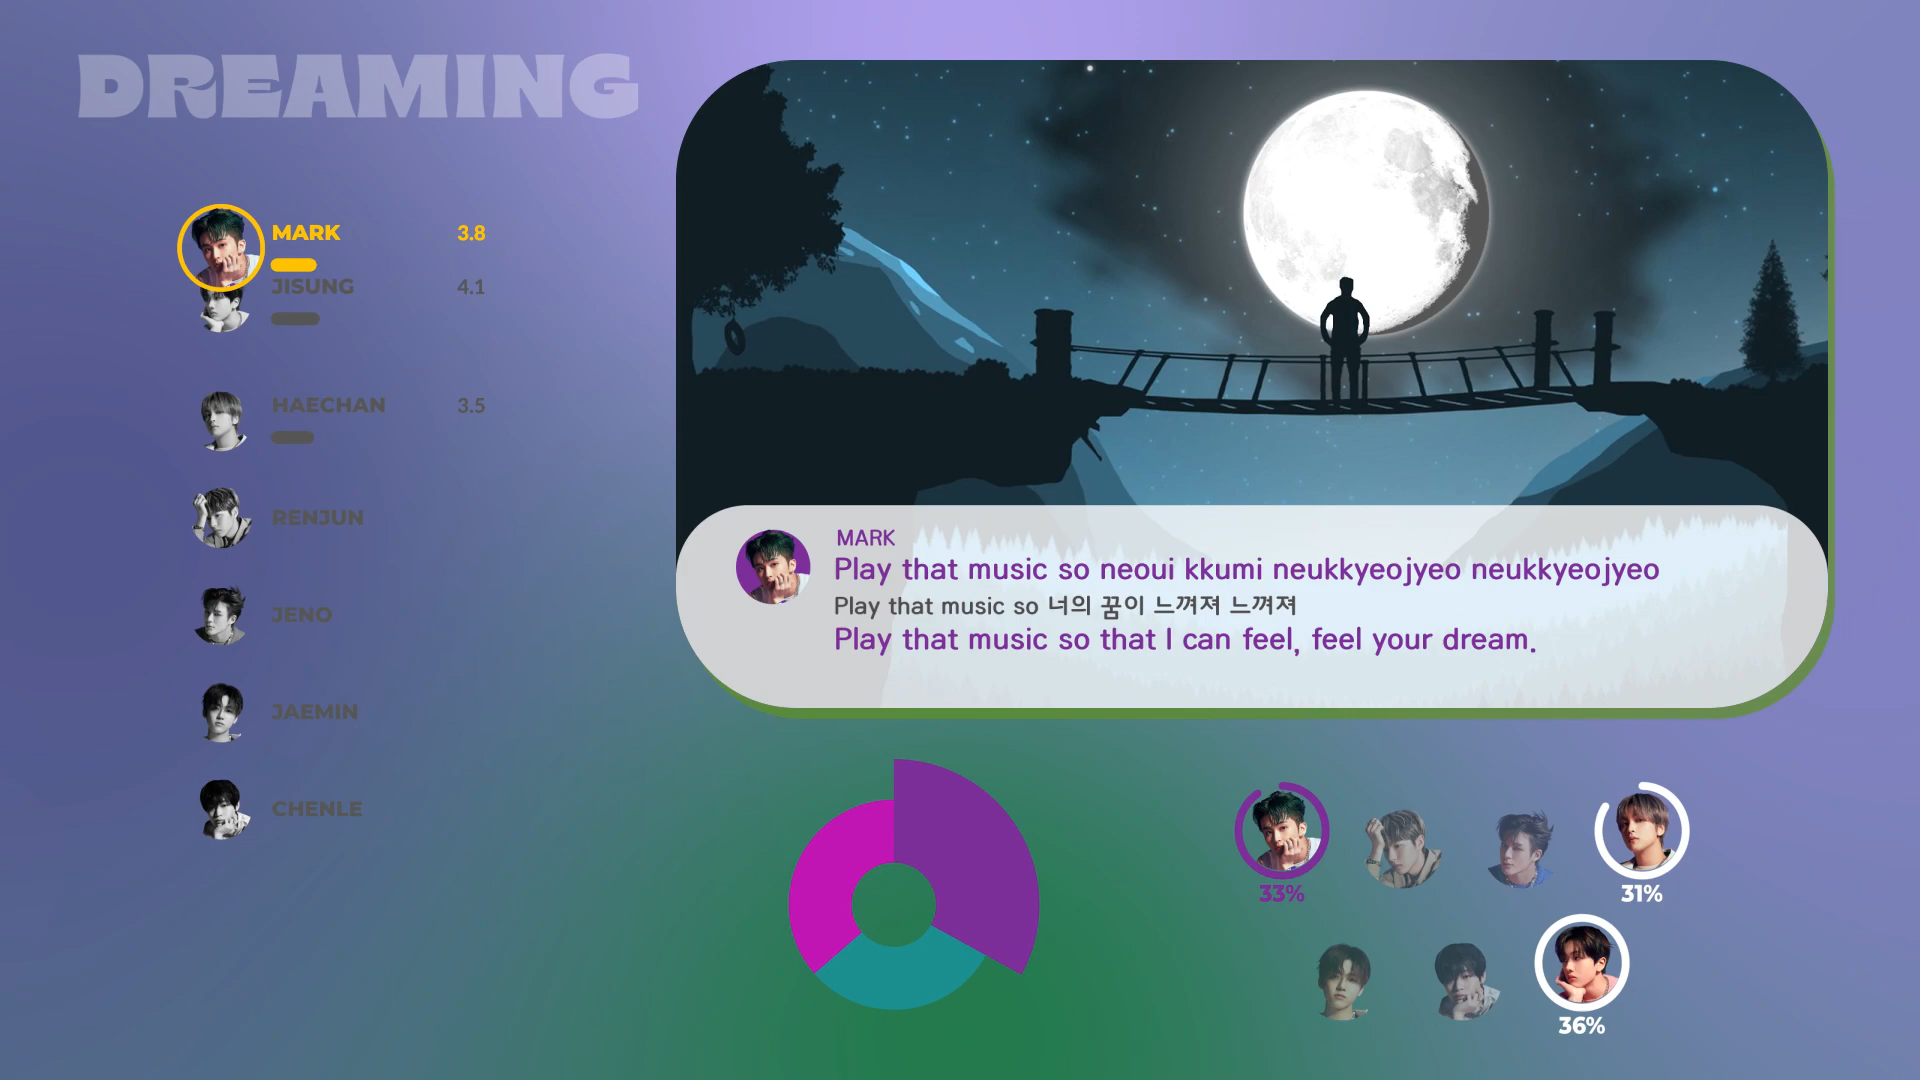 DREAMING
MARK 3.8
JISUNG 4.1
HAECHAN 3.5
RENJUN
JENO
JAEMIN
CHENLE
MARK
Play that music so neoui kkumi neukkyeojyeo neukkyeojyeo
Play that music so 너의 꿈이 느껴져 느껴져
Play that music so that I can feel, feel your dream.
33%
31%
36%